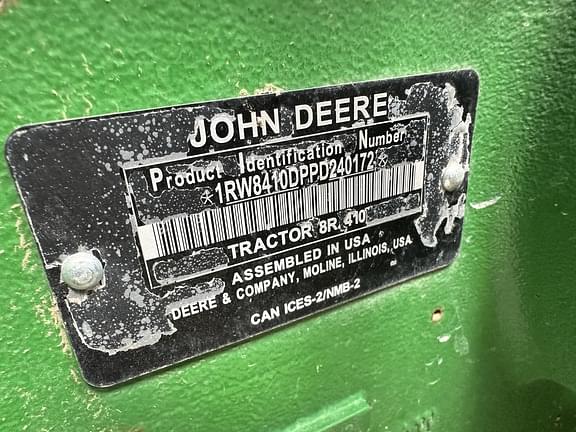 JOHN DEERE
Product Identification Number
*1RW8410DPPD240172*
TRACTOR 8R 410
ASSEMBLED IN USA
DEERE & COMPANY, MOLINE, ILLINOIS, USA
CAN ICES-2/NMB-2